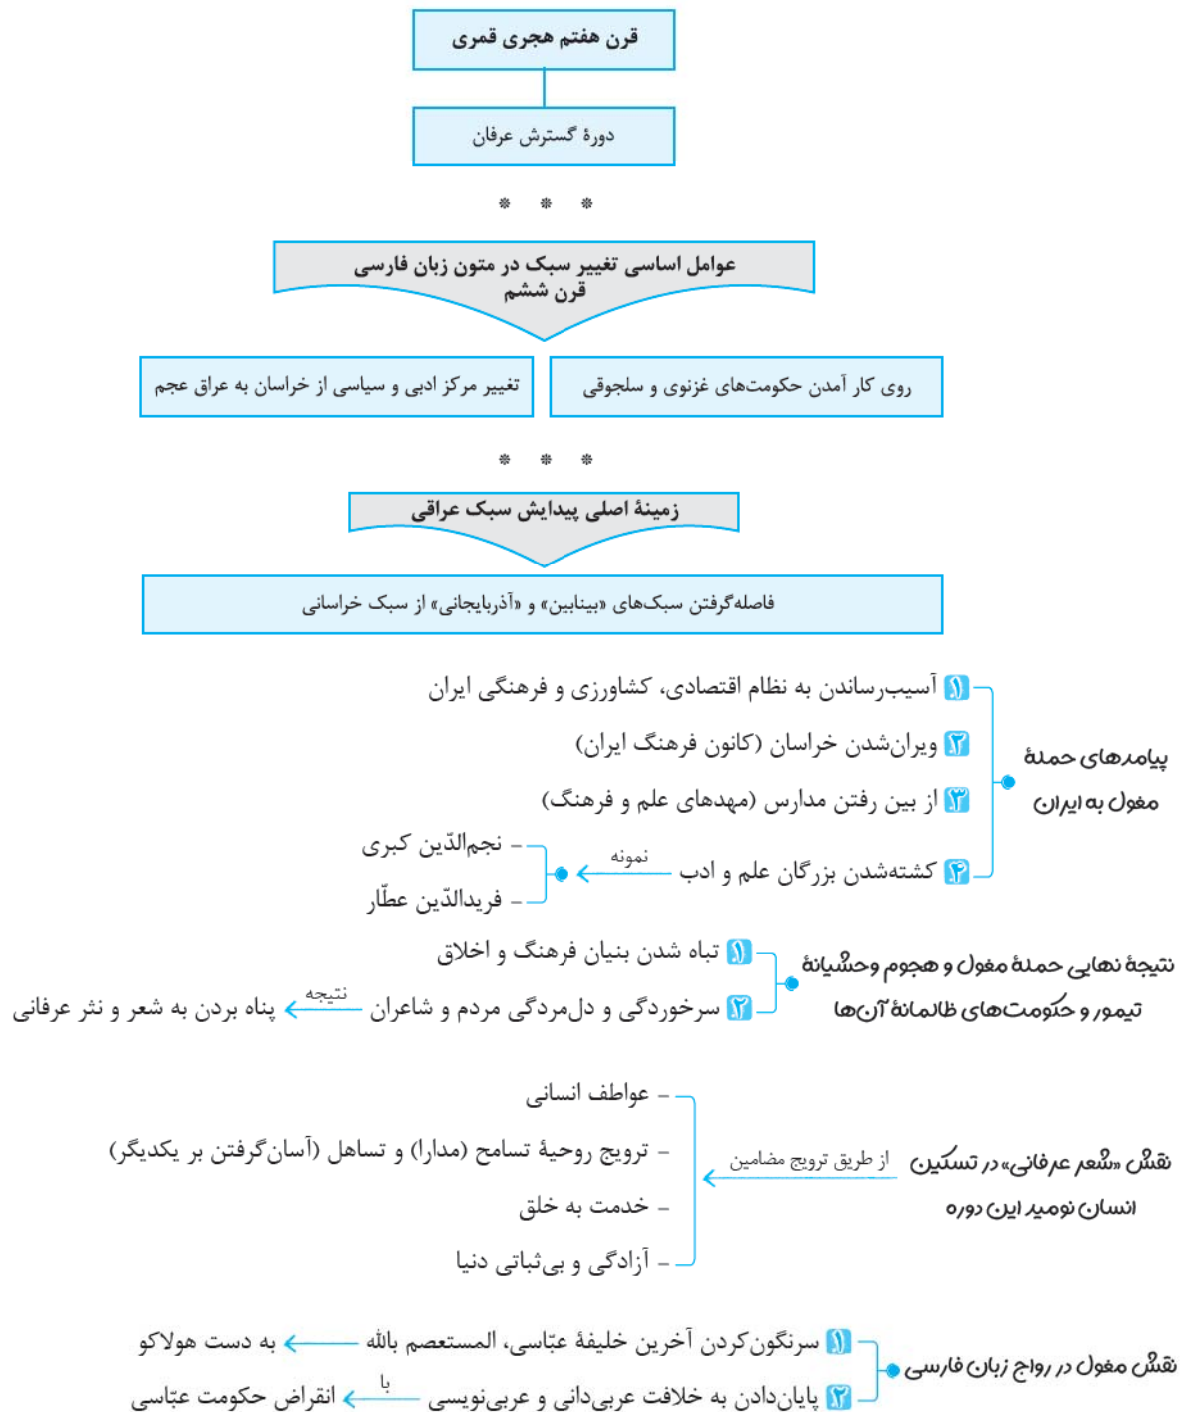 قرن هفتم هجری قمری
دورۀ گسترش عرفان
* * *
عوامل اساسی تغییر سبک در متون زبان فارسی
قرن ششم
روی کار آمدن حکومت‌های غزنوی و سلجوقی
تغییر مرکز ادبی و سیاسی از خراسان به عراق عجم
* * *
زمینۀ اصلی پیدایش سبک عراقی
فاصله‌گرفتن سبک‌های «بینابین» و «آذربایجانی» از سبک خراسانی
پیامدهای حملۀ
مغول به ایران
۱ آسیب‌رساندن به نظام اقتصادی، کشاورزی و فرهنگی ایران
۲ ویران‌شدن خراسان (کانون فرهنگ ایران)
۳ از بین رفتن مدارس (مهدهای علم و فرهنگ)
۴ کشته‌شدن بزرگان علم و ادب نمونه
- نجم‌الدّین کبری
- فریدالدّین عطّار
نتیجۀ نهایی حملۀ مغول و هجوم وحشیانۀ
تیمور و حکومت‌های ظالمانۀ آن‌ها
۱ تباه شدن بنیان فرهنگ و اخلاق
۲ سرخوردگی و دل‌مردگی مردم و شاعران نتیجه پناه بردن به شعر و نثر عرفانی
نقش «شعر عرفانی» در تسکین
انسان نومید این دوره
از طریق ترویج مضامین
- عواطف انسانی
- ترویج روحیۀ تسامح (مدارا) و تساهل (آسان‌گرفتن بر یکدیگر)
- خدمت به خلق
- آزادگی و بی‌ثباتی دنیا
نقش مغول در رواج زبان فارسی
۱ سرنگون‌کردن آخرین خلیفۀ عبّاسی، المستعصم بالله به دست هولاکو
۲ پایان‌دادن به خلافت عربی‌دانی و عربی‌نویسی با انقراض حکومت عبّاسی